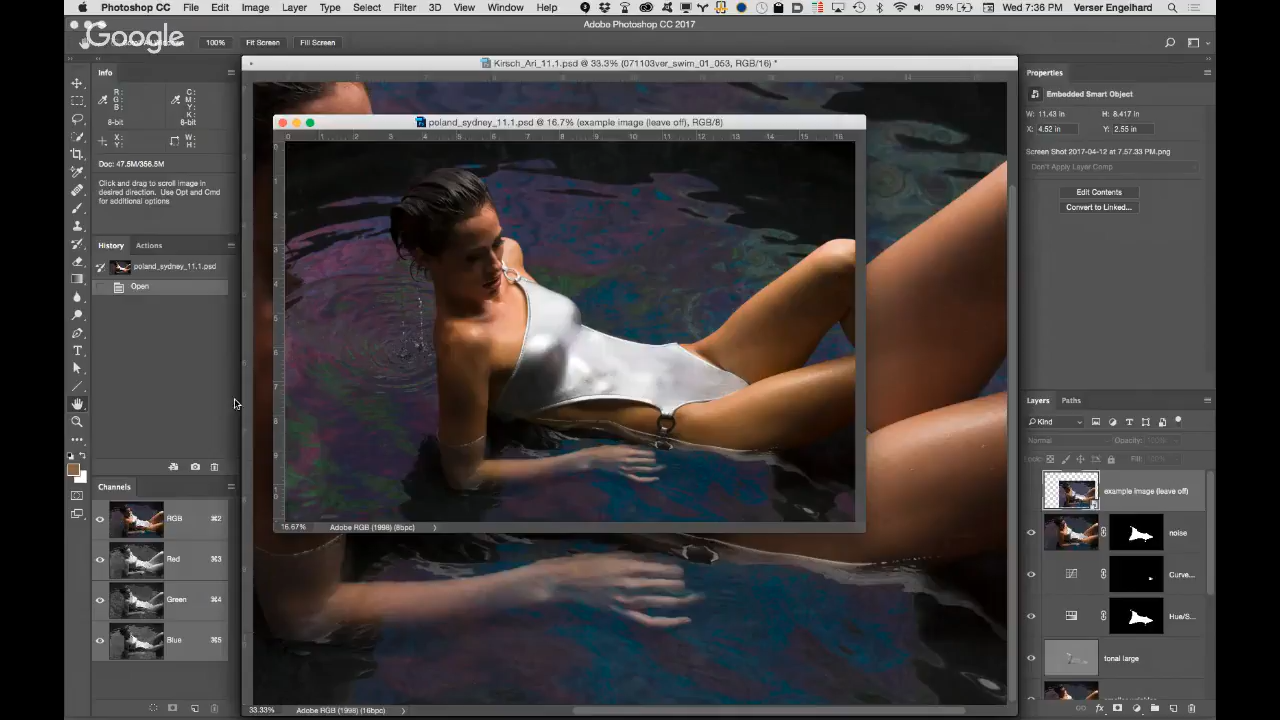 Photoshop CC File Edit Image Layer Type Select Filter 3D View Window Help 99% Wed 7:36 PM Verser Engelhard
Adobe Photoshop CC 2017
Google
100% Fit Screen Fill Screen
Info
R:
G:
B:
8-bit
C:
M:
Y:
K:
8-bit
X:
Y:
W:
H:
Doc: 47.5M/356.5M
Click and drag to scroll image in
desired direction. Use Opt and Cmd
for additional options
History Actions
poland_sydney_11.1.psd
Open
Channels
RGB ⌘2
Red ⌘3
Green ⌘4
Blue ⌘5
Kirsch_Ari_11.1.psd @ 33.3% (071103ver_swim_01_053, RGB/16) *
poland_sydney_11.1.psd @ 16.7% (example image (leave off), RGB/8)
16.67% Adobe RGB (1998) (8bpc)
33.33% Adobe RGB (1998) (16bpc)
Properties
Embedded Smart Object
W: 11.43 in H: 8.417 in
X: 4.52 in Y: 2.55 in
Screen Shot 2017-04-12 at 7.57.33 PM.png
Don't Apply Layer Comp
Edit Contents
Convert to Linked...
Layers Paths
Kind
Normal Opacity: 100%
Lock: Fill: 100%
example image (leave off)
noise
Curve...
Hue/S...
tonal large